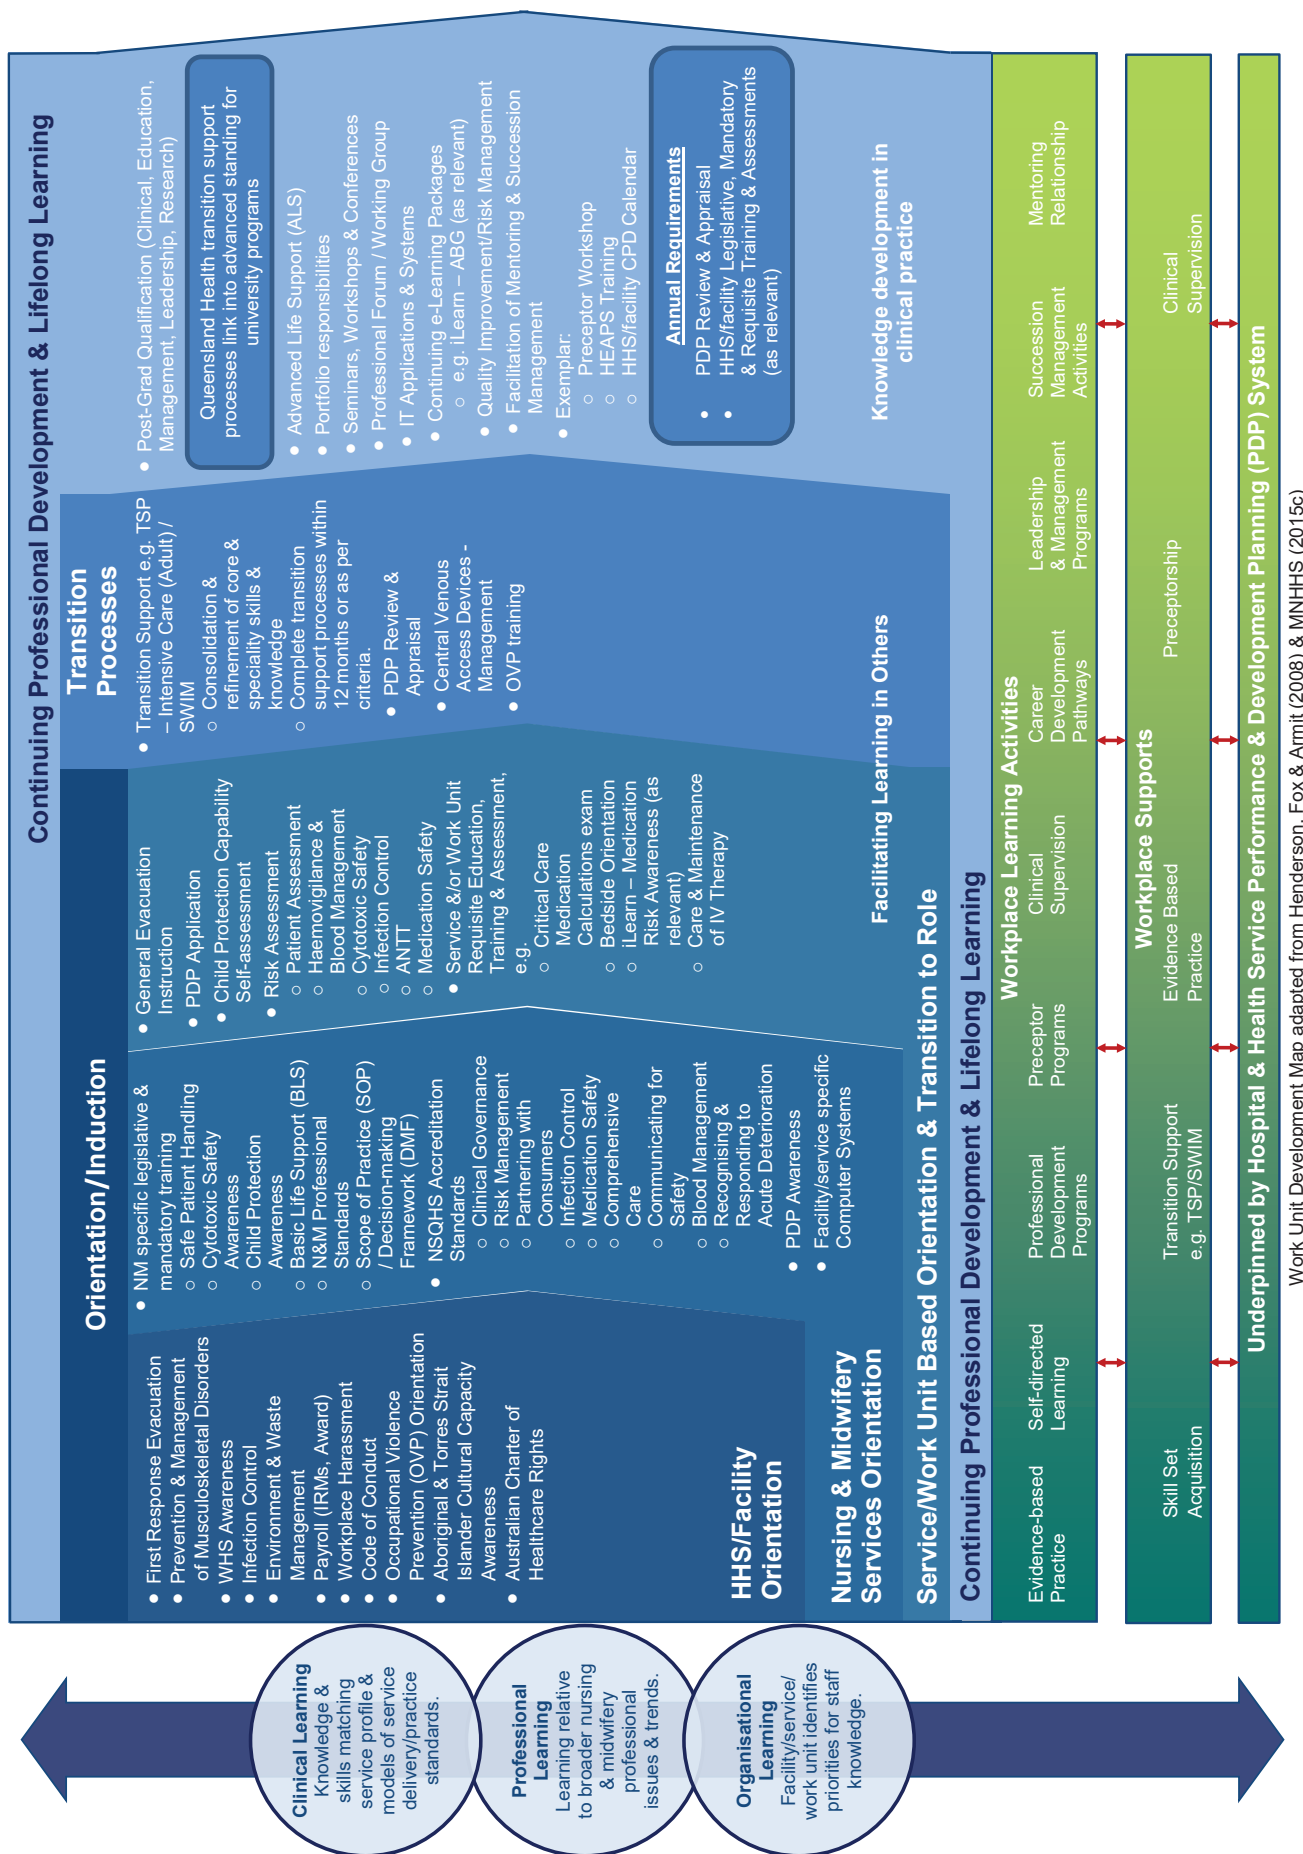 Continuing Professional Development & Lifelong Learning
Clinical Learning
Knowledge &
skills matching
service profile &
models of service
delivery/practice
standards.
Professional
Learning
Learning relative
to broader nursing
& midwifery
professional
issues & trends.
Organisational
Learning
Facility/service/
work unit identifies
priorities for staff
knowledge.
Orientation/Induction
● First Response Evacuation
● Prevention & Management
of Musculoskeletal Disorders
● WHS Awareness
● Infection Control
● Environment & Waste
Management
● Payroll (IRMs, Award)
● Workplace Harassment
● Code of Conduct
● Occupational Violence
Prevention (OVP) Orientation
● Aboriginal & Torres Strait
Islander Cultural Capacity
Awareness
● Australian Charter of
Healthcare Rights
HHS/Facility
Orientation
● NM specific legislative &
mandatory training
○ Safe Patient Handling
○ Cytotoxic Safety
Awareness
○ Child Protection
Awareness
○ Basic Life Support (BLS)
○ N&M Professional
Standards
○ Scope of Practice (SOP)
/ Decision-making
Framework (DMF)
● NSQHS Accreditation
Standards
○ Clinical Governance
○ Risk Management
○ Partnering with
Consumers
○ Infection Control
○ Medication Safety
○ Comprehensive
Care
○ Communicating for
Safety
○ Blood Management
○ Recognising &
Responding to
Acute Deterioration
● PDP Awareness
● Facility/service specific
Computer Systems
Nursing & Midwifery
Services Orientation
● General Evacuation
Instruction
● PDP Application
● Child Protection Capability
Self-assessment
● Risk Assessment
○ Patient Assessment
○ Haemovigilance &
Blood Management
○ Cytotoxic Safety
○ Infection Control
○ ANTT
○ Medication Safety
● Service &/or Work Unit
Requisite Education,
Training & Assessment,
e.g.
○ Critical Care
Medication
Calculations exam
○ Bedside Orientation
○ iLearn – Medication
Risk Awareness (as
relevant)
○ Care & Maintenance
of IV Therapy
Service/Work Unit Based Orientation & Transition to Role
Transition
Processes
● Transition Support e.g. TSP
– Intensive Care (Adult) /
SWIM
○ Consolidation &
refinement of core &
speciality skills &
knowledge
○ Complete transition
support processes within
12 months or as per
criteria.
● PDP Review &
Appraisal
● Central Venous
Access Devices -
Management
● OVP training
Facilitating Learning in Others
● Post-Grad Qualification (Clinical, Education,
Management, Leadership, Research)
Queensland Health transition support
processes link into advanced standing for
university programs
● Advanced Life Support (ALS)
● Portfolio responsibilities
● Seminars, Workshops & Conferences
● Professional Forum / Working Group
● IT Applications & Systems
● Continuing e-Learning Packages
○ e.g. iLearn – ABG (as relevant)
● Quality Improvement/Risk Management
● Facilitation of Mentoring & Succession
Management
● Exemplar:
○ Preceptor Workshop
○ HEAPS Training
○ HHS/facility CPD Calendar
Annual Requirements
● PDP Review & Appraisal
● HHS/facility Legislative, Mandatory
& Requisite Training & Assessments
(as relevant)
Knowledge development in
clinical practice
Continuing Professional Development & Lifelong Learning
Workplace Learning Activities
Evidence-based
Practice
Self-directed
Learning
Professional
Development
Programs
Preceptor
Programs
Clinical
Supervision
Career
Development
Pathways
Leadership
& Management
Programs
Succession
Management
Activities
Mentoring
Relationship
Workplace Supports
Skill Set
Acquisition
Transition Support
e.g. TSP/SWIM
Evidence Based
Practice
Preceptorship
Clinical
Supervision
Underpinned by Hospital & Health Service Performance & Development Planning (PDP) System
Work Unit Development Map adapted from Henderson, Fox & Armit (2008) & MNHHS (2015c)